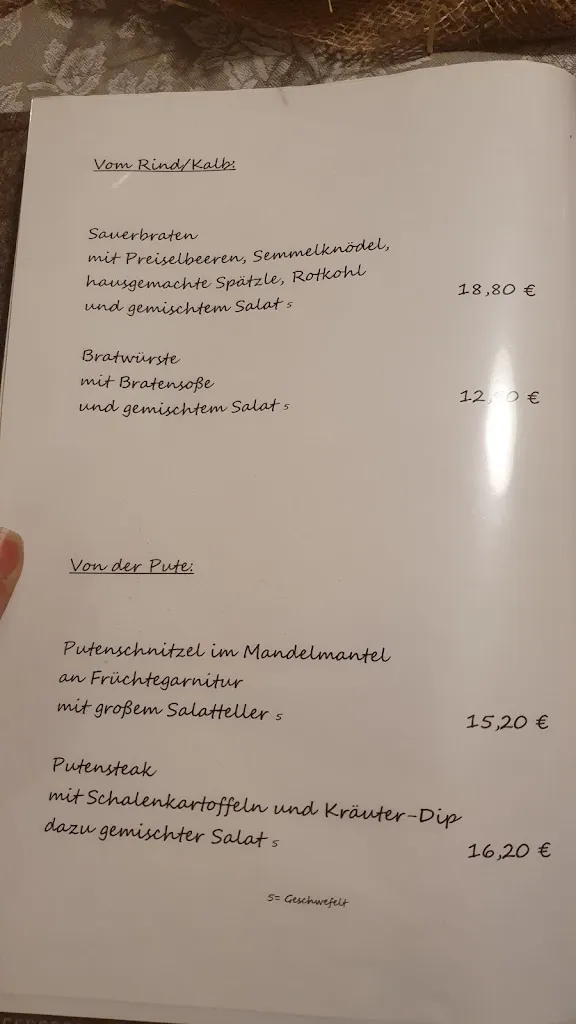 Vom Rind/Kalb:
Sauerbraten
mit Preiselbeeren, Semmelknödel,
hausgemachte Spätzle, Rotkohl
und gemischtem Salat 5
18,80 €
Bratwürste
mit Bratensoße
und gemischtem Salat 5
Von der Pute:
Putenschnitzel im Mandelmantel
an Früchtegarnitur
mit großem Salatteller 5
15,20 €
Putensteak
mit Schalenkartoffeln und Kräuter-Dip
dazu gemischter Salat 5
16,20 €
5= Geschwefelt